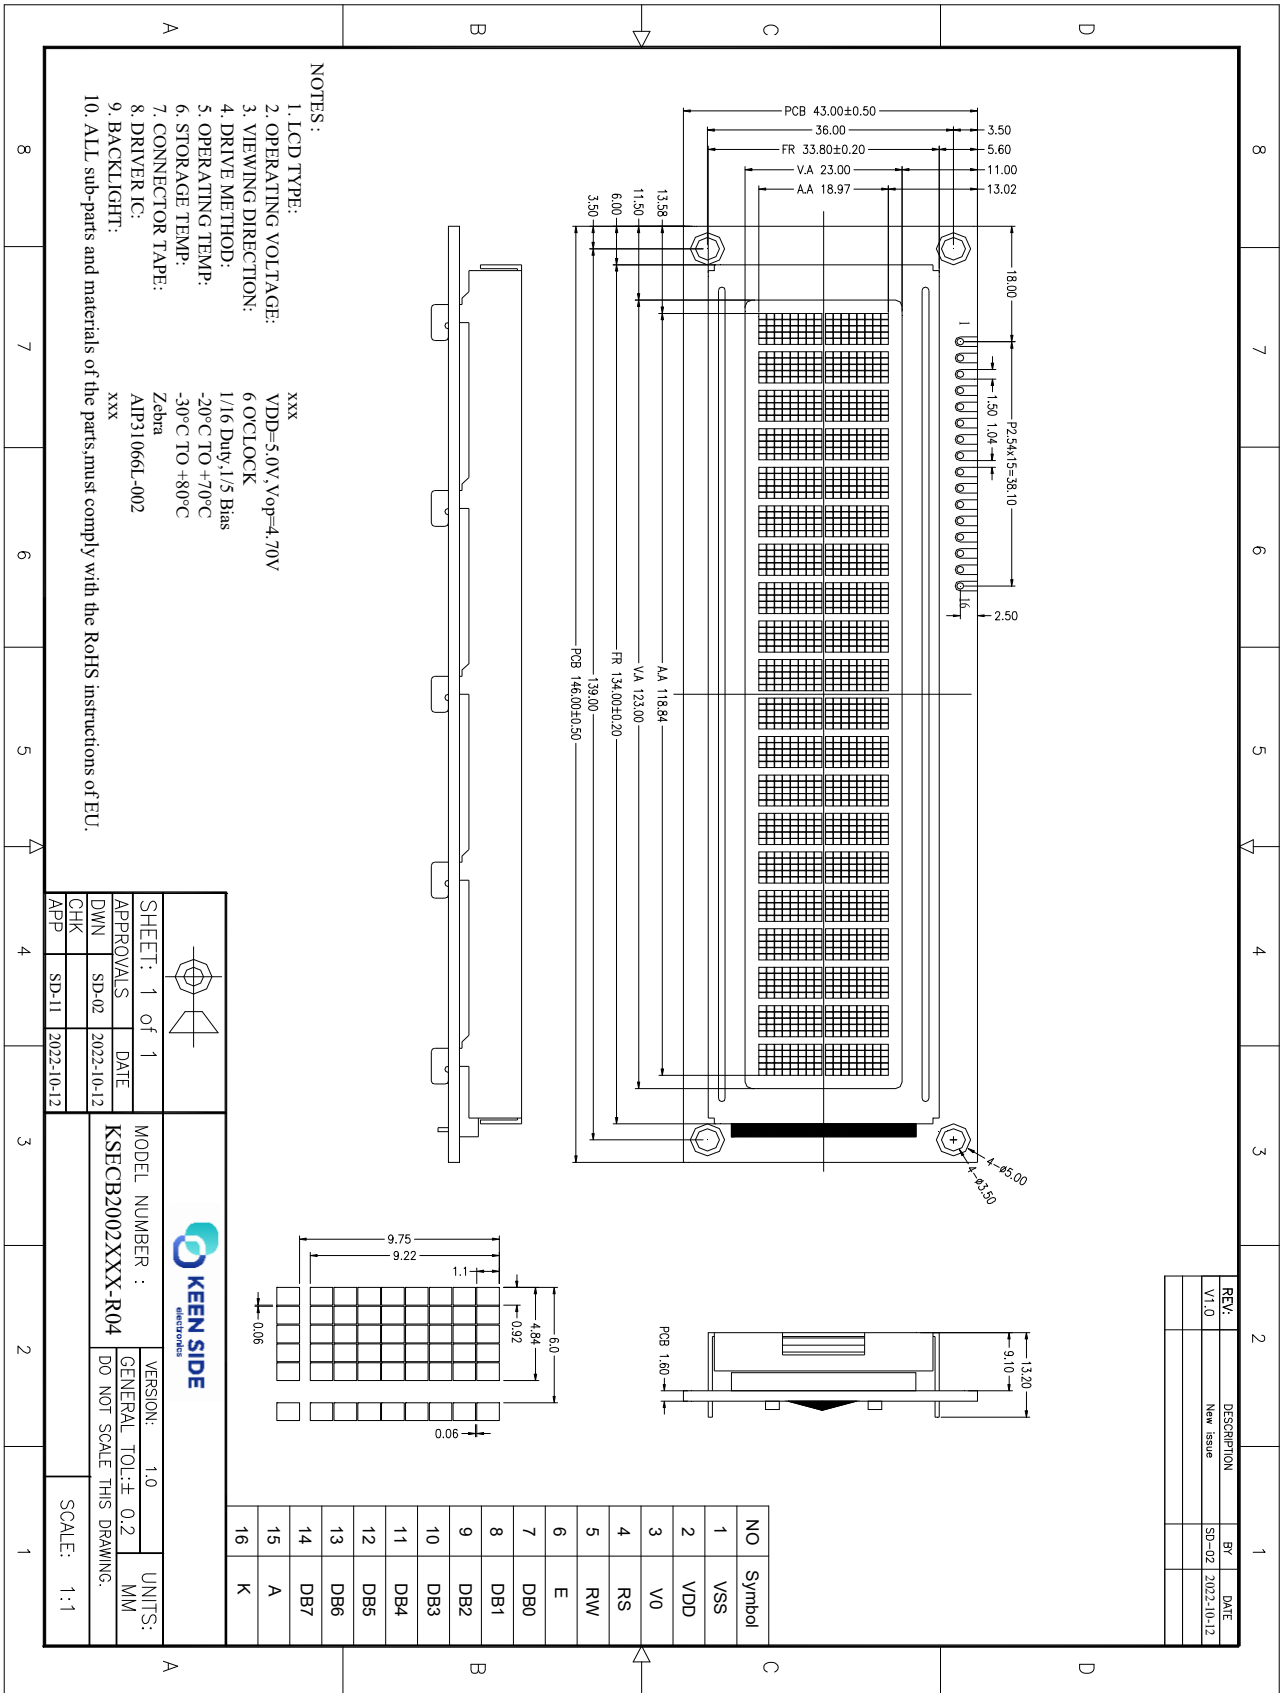 8
7
6
5
4
3
2
1
D
C
B
A
REV:
DESCRIPTION
BY
DATE
V1.0
New issue
SD-02
2022-10-12
18.00
P2.54x15=38.10
1.50
1.04
1
16
2.50
3.50
5.60
11.00
13.02
PCB 43.00±0.50
36.00
FR 33.80±0.20
V.A 23.00
A.A 18.97
13.58
11.50
6.00
3.50
A.A 118.84
V.A 123.00
FR 134.00±0.20
139.00
PCB 146.00±0.50
4-ø5.00
4-ø3.50
13.20
9.10
PCB 1.60
6.0
4.84
0.92
9.75
9.22
1.1
0.06
0.06
NO Symbol
1 VSS
2 VDD
3 V0
4 RS
5 RW
6 E
7 DB0
8 DB1
9 DB2
10 DB3
11 DB4
12 DB5
13 DB6
14 DB7
15 A
16 K
NOTES :
1. LCD TYPE: xxx
2. OPERATING VOLTAGE: VDD=5.0V,Vop=4.70V
3. VIEWING DIRECTION: 6 O'CLOCK
4. DRIVE METHOD: 1/16 Duty,1/5 Bias
5. OPERATING TEMP: -20°C TO +70°C
6. STORAGE TEMP: -30°C TO +80°C
7. CONNECTOR TAPE: Zebra
8. DRIVER IC: AIP31066L-002
9. BACKLIGHT: xxx
10. ALL sub-parts and materials of the parts,must comply with the RoHS instructions of EU.
KEEN SIDE
electronics
SHEET: 1 of 1
APPROVALS DATE
DWN SD-02 2022-10-12
CHK
APP SD-11 2022-10-12
MODEL NUMBER :
KSECB2002XXX-R04
VERSION: 1.0
GENERAL TOL:± 0.2
UNITS:
MM
DO NOT SCALE THIS DRAWING.
SCALE: 1:1
8
7
6
5
4
3
2
1
D
C
B
A